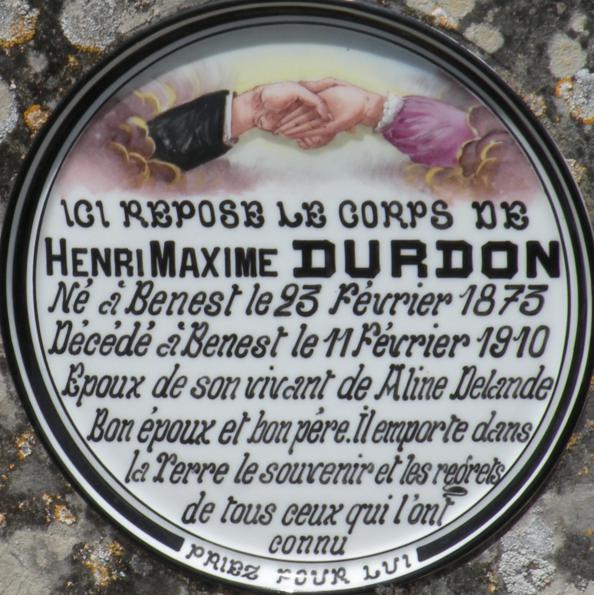 ICI REPOSE LE CORPS DE
HENRI MAXIME DURDON
Né à Benest le 23 Février 1873
Décédé à Benest le 11 Février 1910
Epoux de son vivant de Aline Delande
Bon époux et bon père. Il emporte dans
la Terre le souvenir et les regrets
de tous ceux qui l'ont
connu
PRIEZ POUR LUI